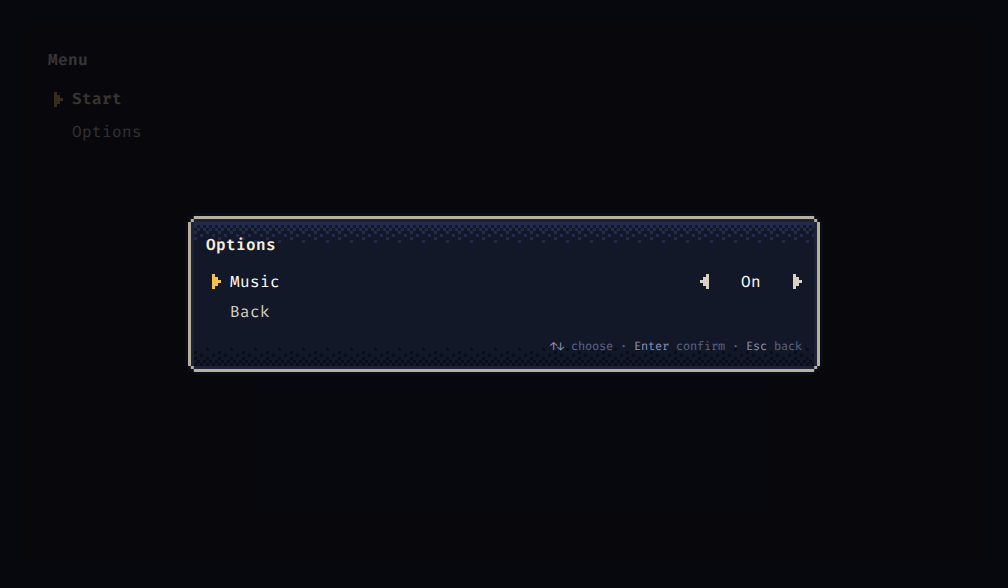 Menu
Start
Options
Options
Music On
Back
↑↓ choose · Enter confirm · Esc back